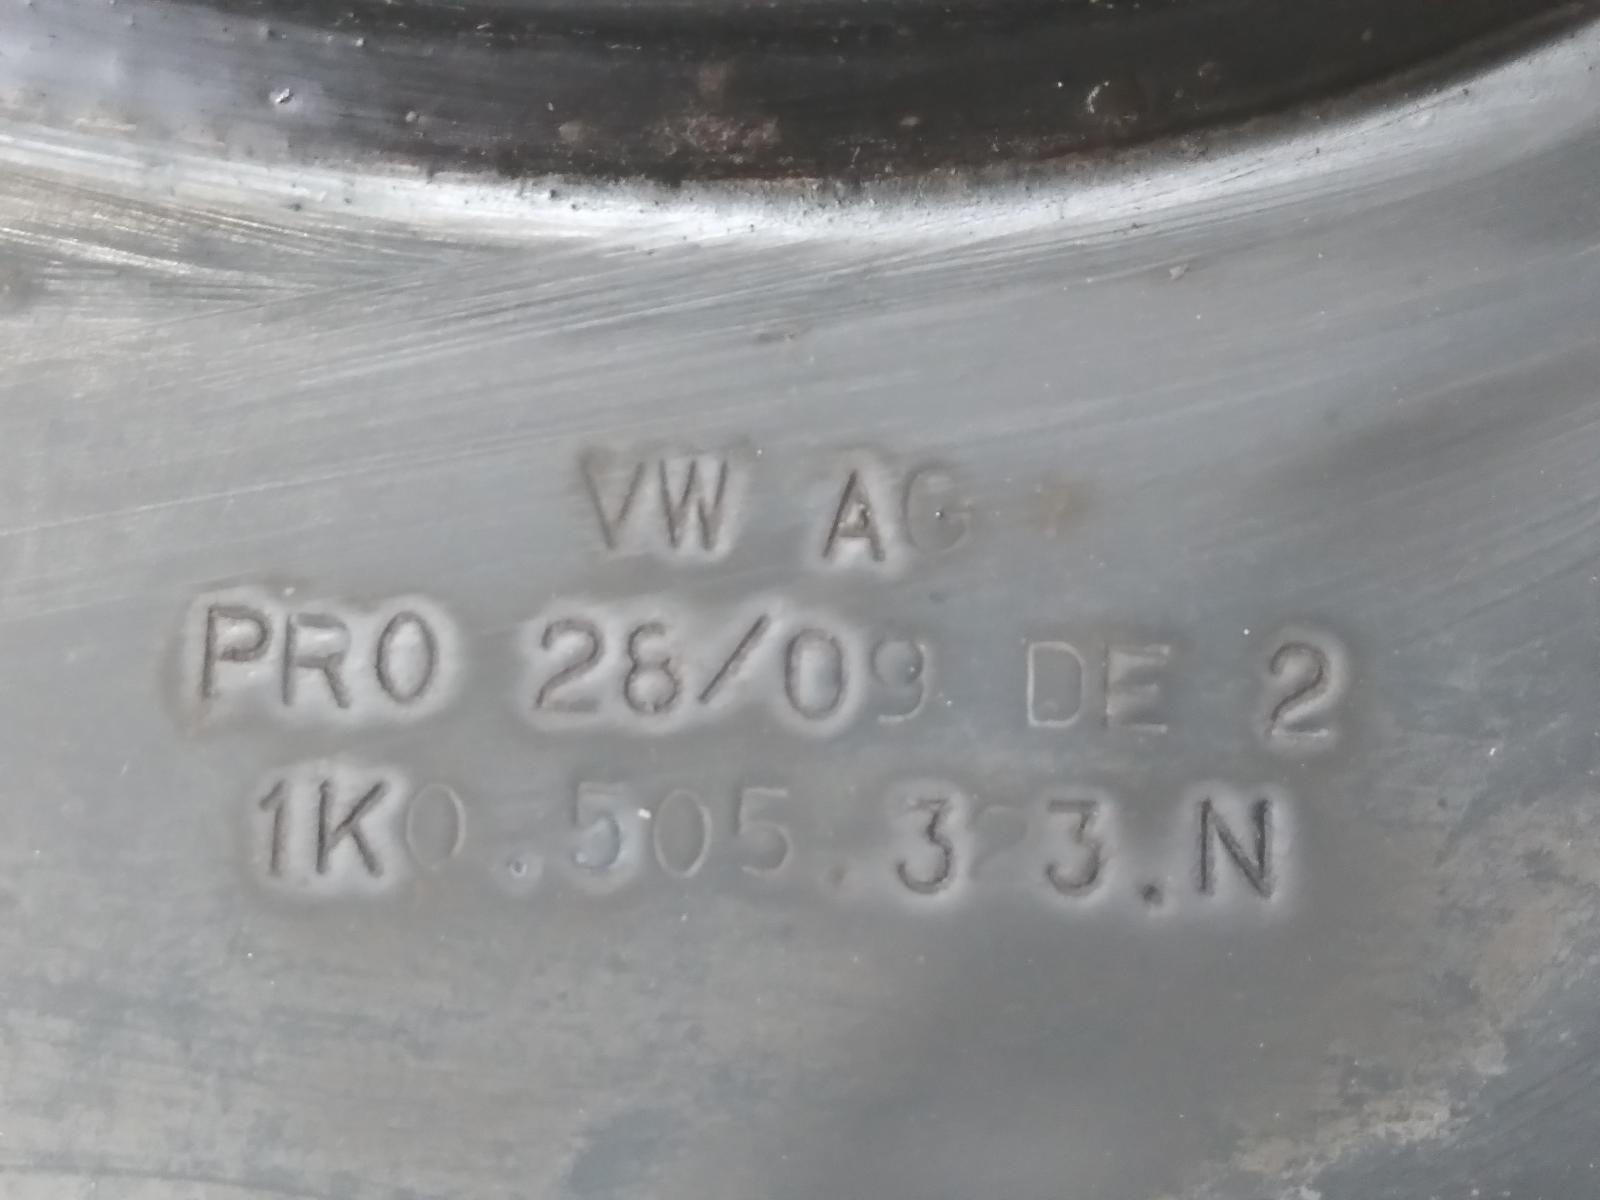 VW AG
PRO 28/09 DE 2
1K0.505.323.N